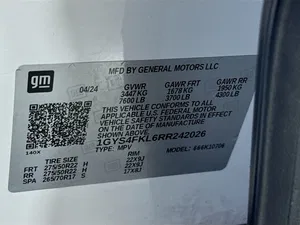 MFD BY GENERAL MOTORS LLC
gm
04/24 GVWR GAWR FRT GAWR RR
3447 KG 1678 KG 1950 KG
7600 LB 3700 LB 4300 LB
THIS VEHICLE CONFORMS TO ALL
APPLICABLE U.S. FEDERAL MOTOR
VEHICLE SAFETY STANDARDS IN
EFFECT ON THE DATE OF MANUFACTURE
SHOWN ABOVE.
1GYS4FKL6RR242026
140X TYPE: MPV MODEL:
TIRE SIZE RIM
FRT 275/50R22 H 22X9J
RR 275/50R22 H 22X9J
SPA 265/70R17 S 17X8J